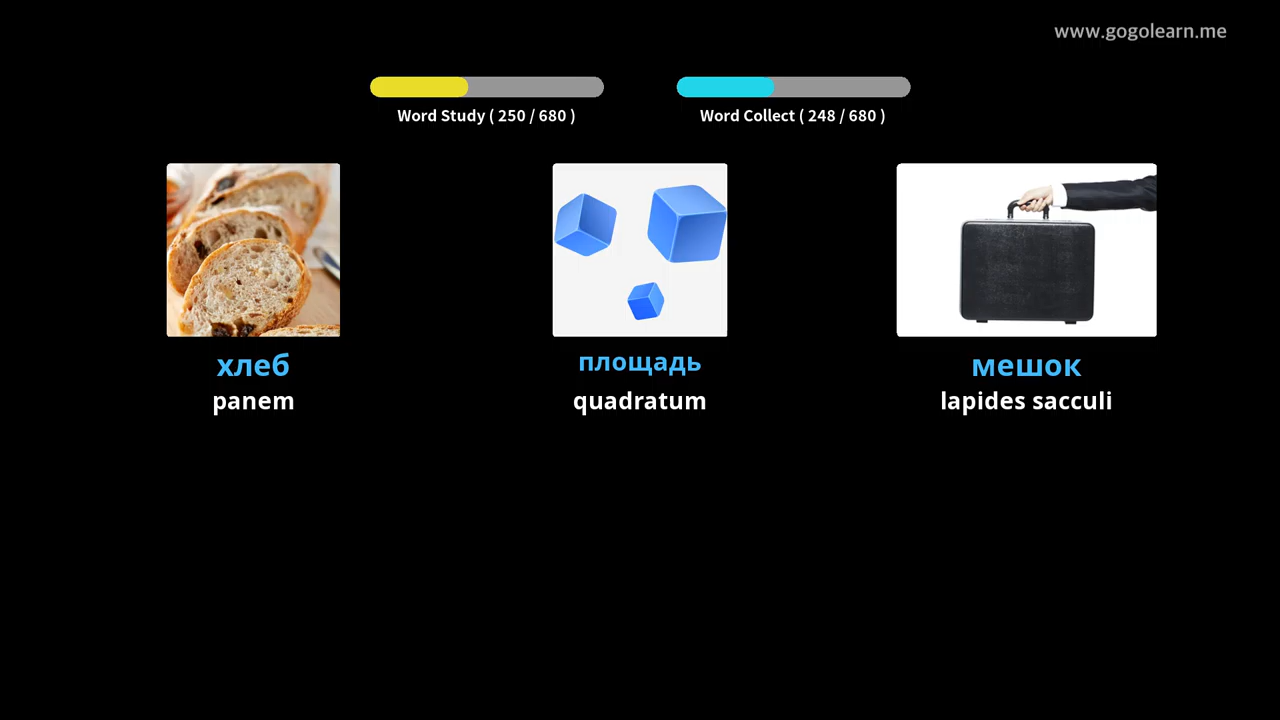 www.gogolearn.me
Word Study ( 250 / 680 )
Word Collect ( 248 / 680 )
хлеб
panem
площадь
quadratum
мешок
lapides sacculi